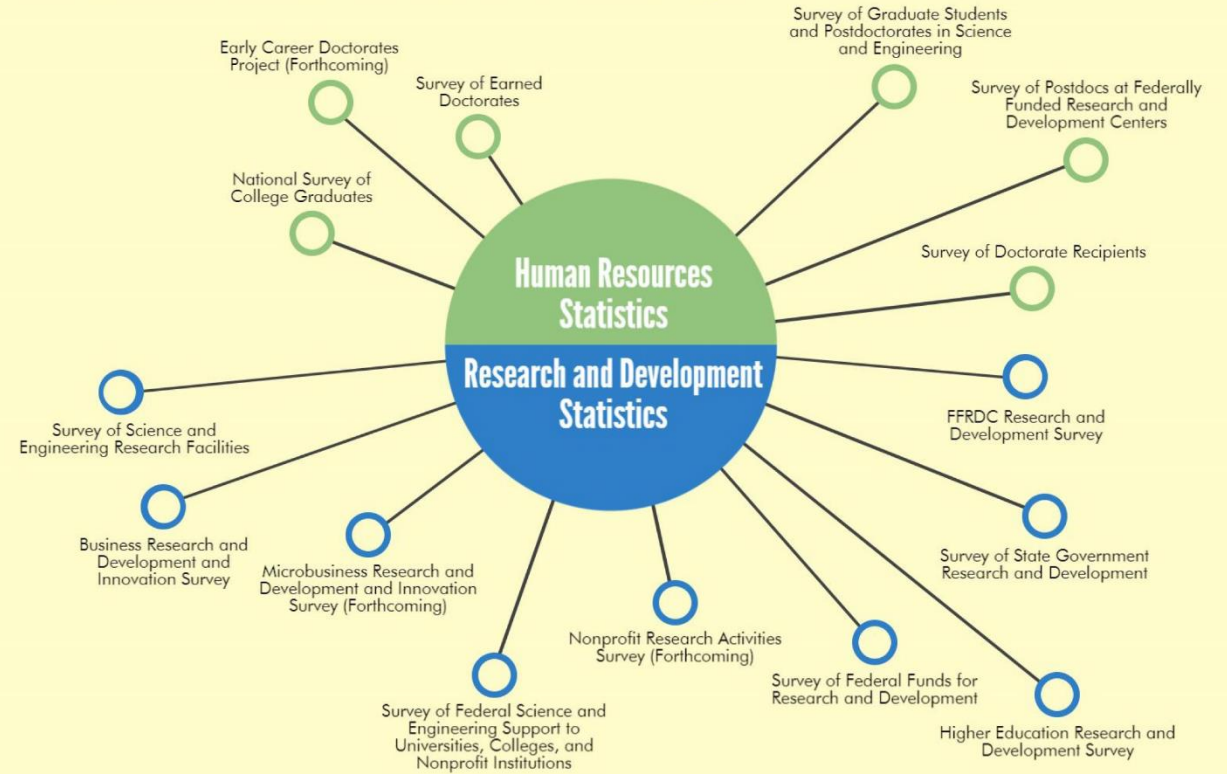 Survey of Graduate Students
and Postdoctorates in Science
and Engineering
Early Career Doctorates
Project (Forthcoming)
Survey of Earned
Doctorates
Survey of Postdocs at Federally
Funded Research and
Development Centers
National Survey of
College Graduates
Survey of Doctorate Recipients
Human Resources
Statistics
Research and Development
Statistics
FFRDC Research and
Development Survey
Survey of Science and
Engineering Research Facilities
Business Research and
Development and
Innovation Survey
Microbusiness Research and
Development and Innovation
Survey (Forthcoming)
Survey of State Government
Research and Development
Nonprofit Research Activities
Survey (Forthcoming)
Survey of Federal Funds for
Research and Development
Survey of Federal Science and
Engineering Support to
Universities, Colleges, and
Nonprofit Institutions
Higher Education Research and
Development Survey